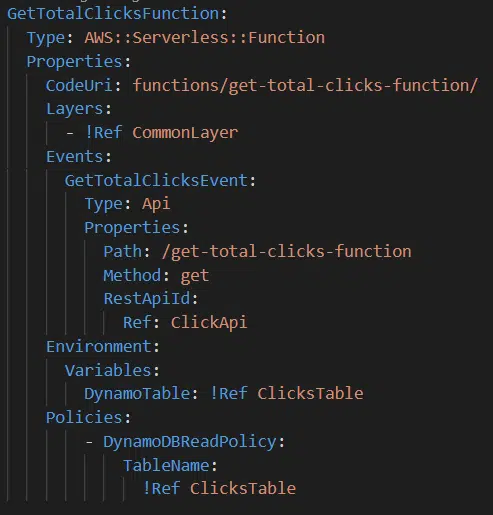 GetTotalClicksFunction:
  Type: AWS::Serverless::Function
  Properties:
    CodeUri: functions/get-total-clicks-function/
    Layers:
      - !Ref CommonLayer
    Events:
      GetTotalClicksEvent:
        Type: Api
        Properties:
          Path: /get-total-clicks-function
          Method: get
          RestApiId:
            Ref: ClickApi
    Environment:
      Variables:
        DynamoTable: !Ref ClicksTable
    Policies:
        - DynamoDBReadPolicy:
            TableName:
              !Ref ClicksTable